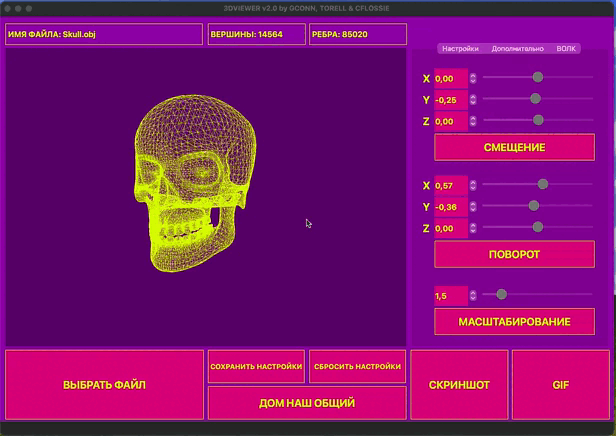 3DVIEWER v2.0 by GCONN, TORELL & CFLOSSIE
ИМЯ ФАЙЛА: Skull.obj
ВЕРШИНЫ: 14564
РЕБРА: 85020
Настройки
Дополнительно
ВОЛК
X 0,00
Y -0,25
Z 0,00
СМЕЩЕНИЕ
X 0,57
Y -0,36
Z 0,00
ПОВОРОТ
1,5
МАСШТАБИРОВАНИЕ
ВЫБРАТЬ ФАЙЛ
СОХРАНИТЬ НАСТРОЙКИ
СБРОСИТЬ НАСТРОЙКИ
ДОМ НАШ ОБЩИЙ
СКРИНШОТ
GIF